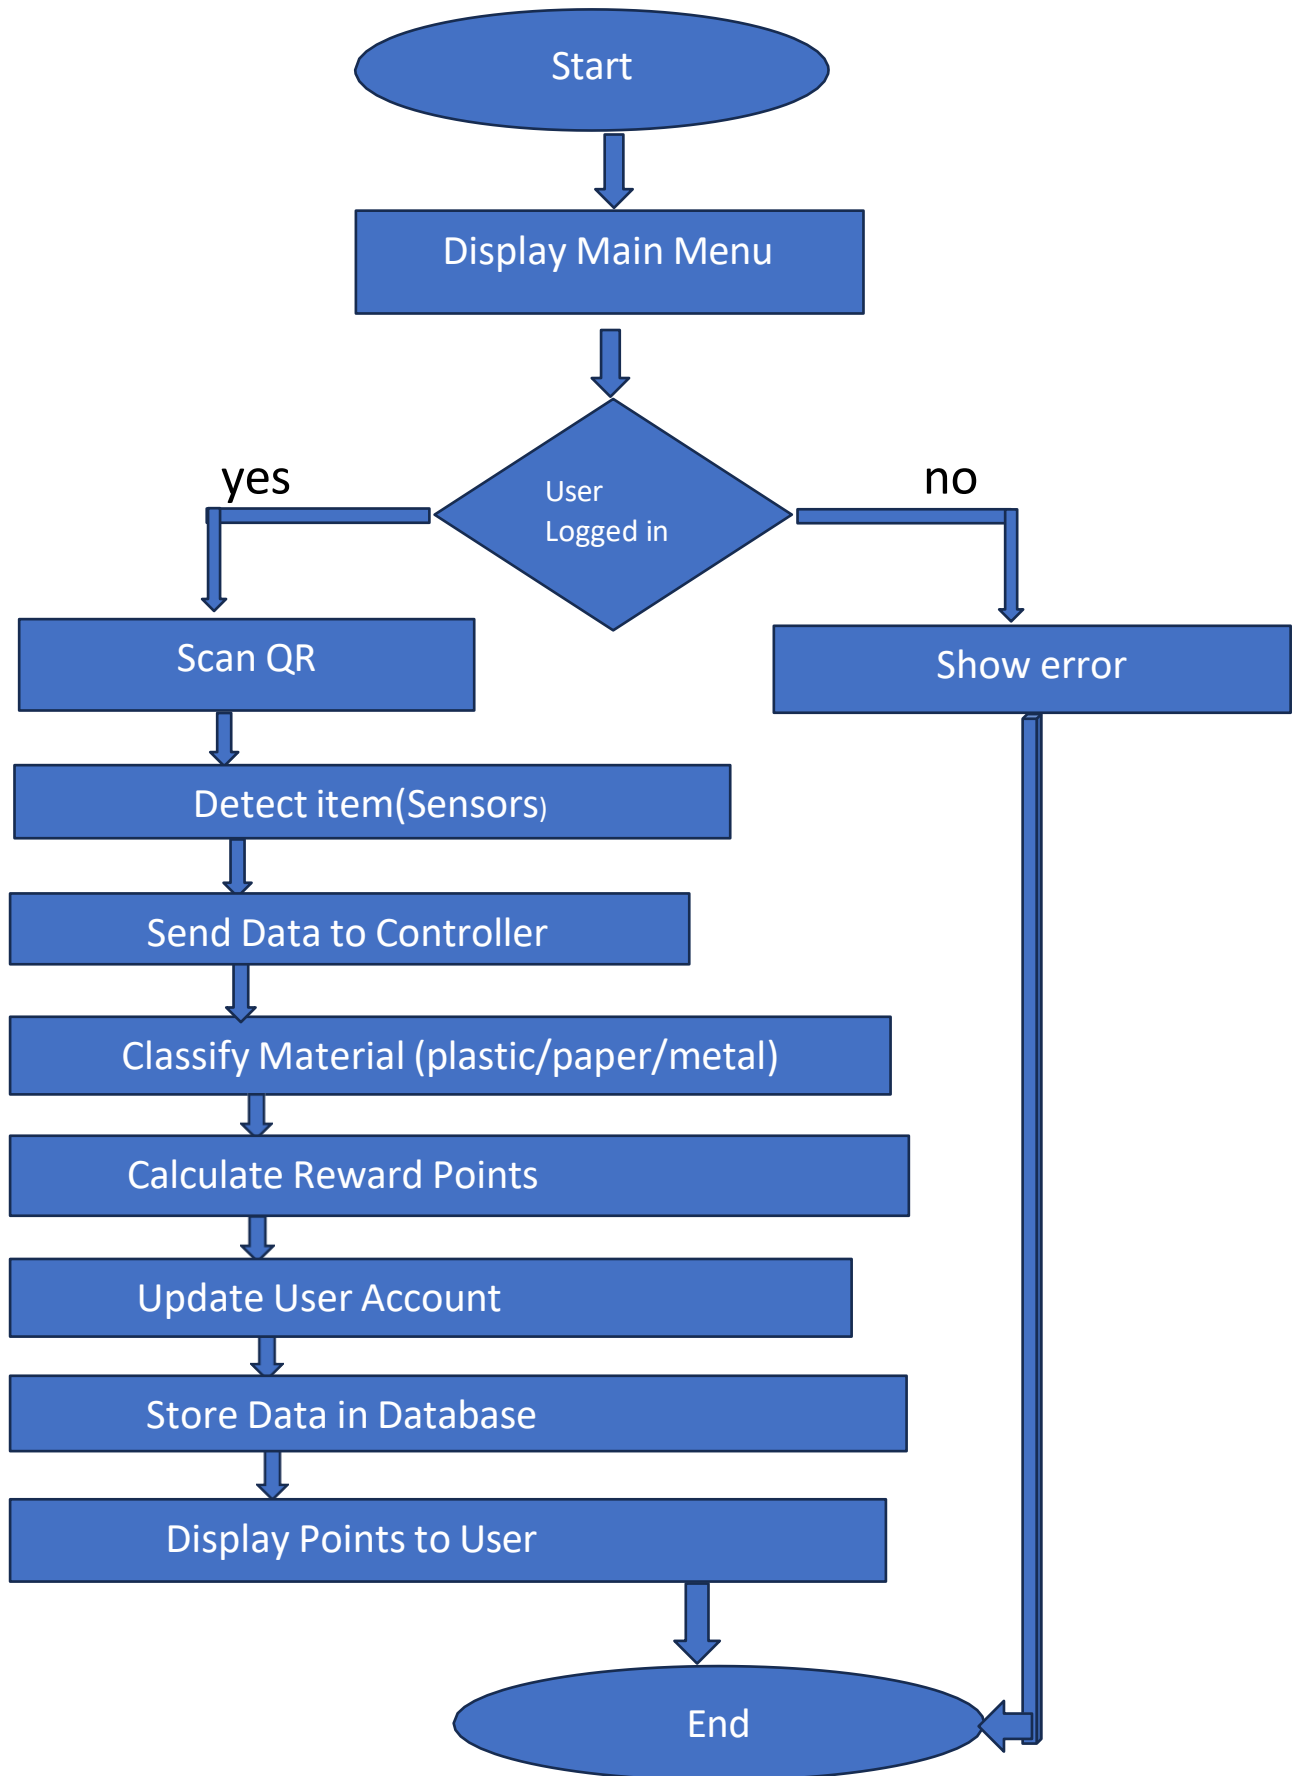 Start
Display Main Menu
yes
no
User
Logged in
Scan QR
Show error
Detect item(Sensors)
Send Data to Controller
Classify Material (plastic/paper/metal)
Calculate Reward Points
Update User Account
Store Data in Database
Display Points to User
End